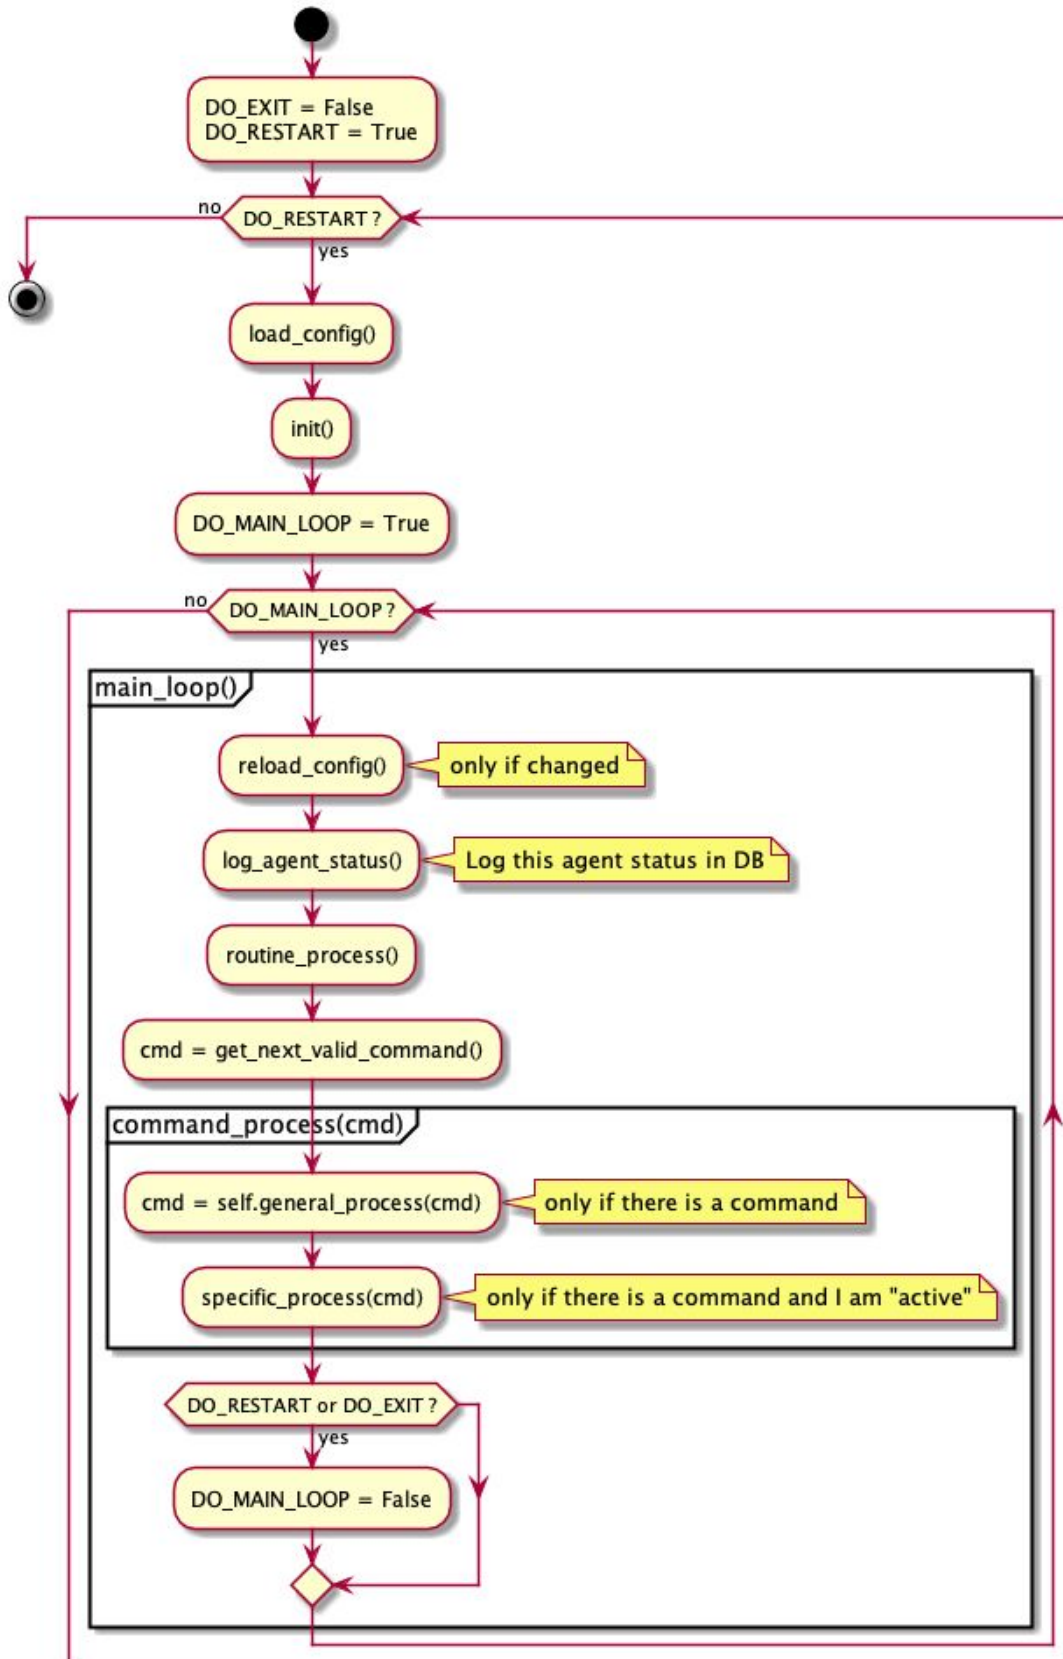 DO_EXIT = False
DO_RESTART = True
no
DO_RESTART ?
yes
load_config()
init()
DO_MAIN_LOOP = True
no
DO_MAIN_LOOP ?
yes
main_loop()
reload_config()
only if changed
log_agent_status()
Log this agent status in DB
routine_process()
cmd = get_next_valid_command()
command_process(cmd)
cmd = self.general_process(cmd)
only if there is a command
specific_process(cmd)
only if there is a command and I am "active"
DO_RESTART or DO_EXIT ?
yes
DO_MAIN_LOOP = False